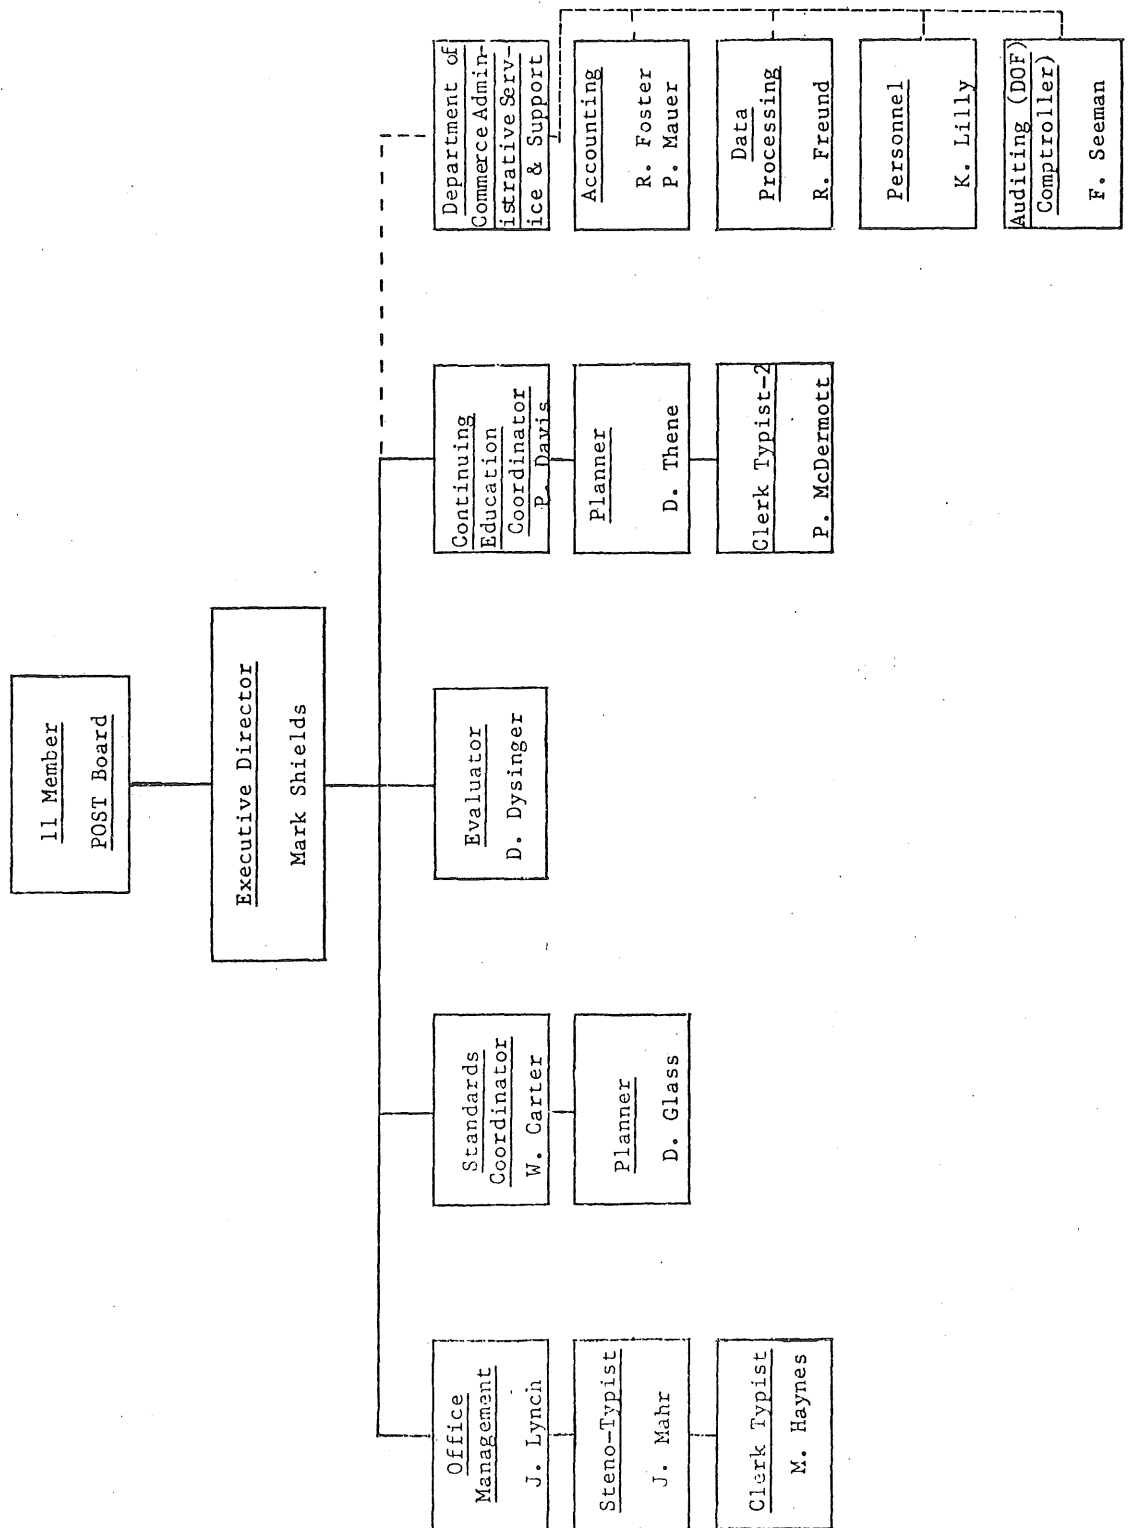 11 Member
POST Board
Executive Director
Mark Shields
Office
Management
J. Lynch
Steno-Typist
J. Mahr
Clerk Typist
M. Haynes
Standards
Coordinator
W. Carter
Planner
D. Glass
Evaluator
D. Dysinger
Continuing
Education
Coordinator
P. Davis
Planner
D. Thene
Clerk Typist-2
P. McDermott
Department of
Commerce Admin-
istrative Serv-
ice & Support
Accounting
R. Foster
P. Mauer
Data
Processing
R. Freund
Personnel
K. Lilly
Auditing (DOF)
Comptroller)
F. Seeman